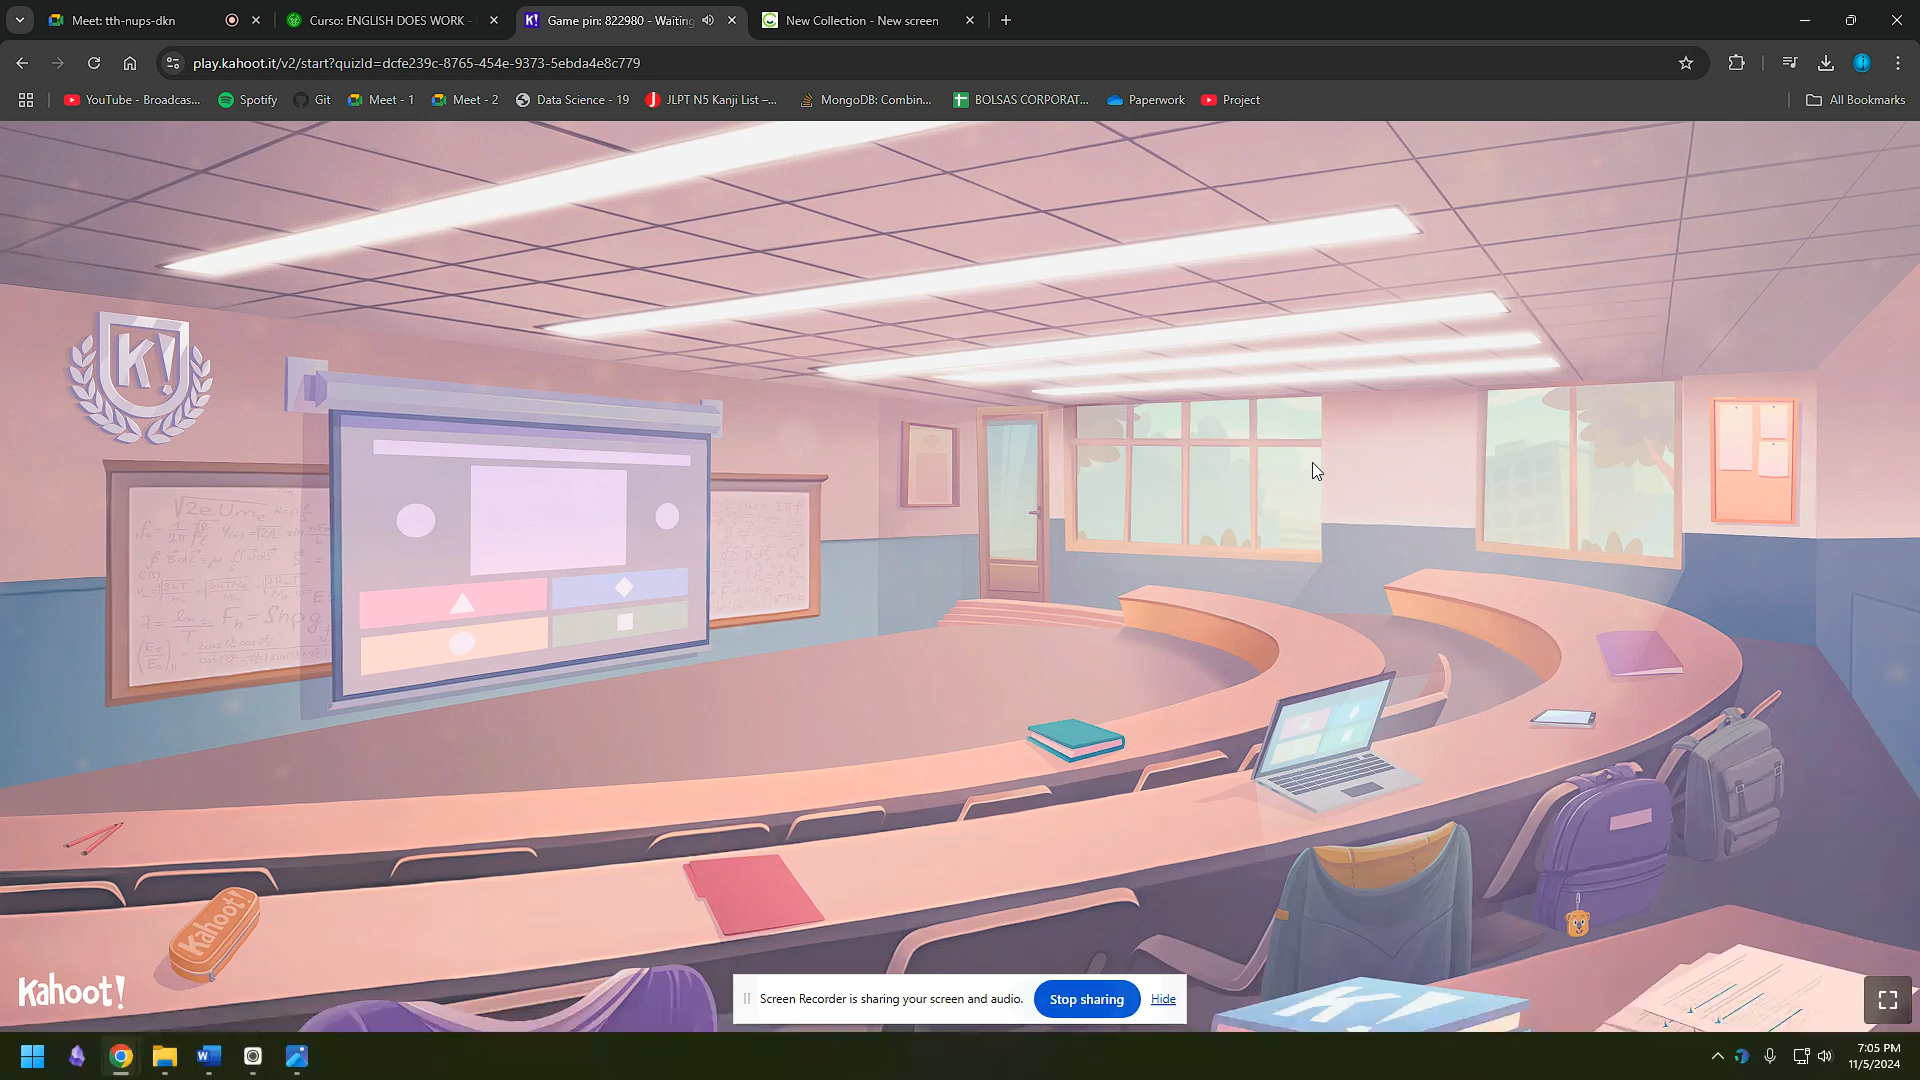 Meet: tth-nups-dkn
Curso: ENGLISH DOES WORK -
Game pin: 822980 - Waiting
New Collection - New screen
play.kahoot.it/v2/start?quizId=dcfe239c-8765-454e-9373-5ebda4e8c779
YouTube - Broadcas...
Spotify
Git
Meet - 1
Meet - 2
Data Science - 19
JLPT N5 Kanji List –...
MongoDB: Combin...
BOLSAS CORPORAT...
Paperwork
Project
All Bookmarks
K!
Kahoot!
Kahoot!
K!
Screen Recorder is sharing your screen and audio.
Stop sharing
Hide
7:05 PM
11/5/2024